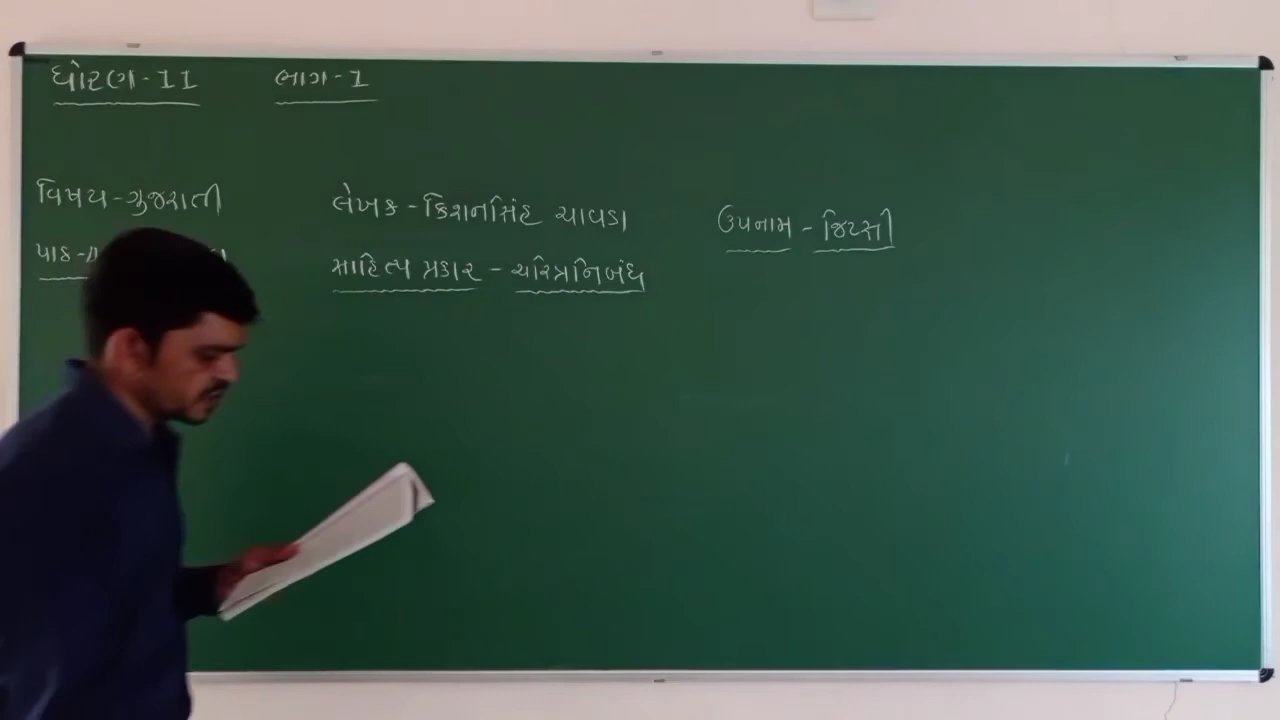 ધોરણ-11 ભાગ-1
વિષય-ગુજરાતી
લેખક-કિશનસિંહ ચાવડા
ઉપનામ-જિપ્સી
પાઠ-
સાહિત્ય પ્રકાર-ચરિત્રનિબંધ